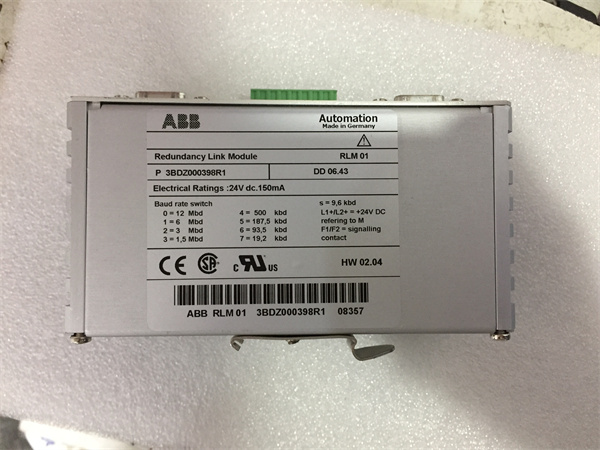 ABB Automation
Made in Germany
Redundancy Link Module RLM 01
P 3BDZ000398R1 DD 06.43
Electrical Ratings :24V dc.150mA
Baud rate switch s = 9,6 kbd
0 = 12 Mbd 4 = 500 kbd L1+/L2+ = +24V DC
1 = 6 Mbd 5 = 187,5 kbd refering to M
2 = 3 Mbd 6 = 93,5 kbd F1/F2 = signalling
3 = 1,5 Mbd 7 = 19,2 kbd contact
CE SA C UR US HW 02.04
ABB RLM 01 3BDZ000398R1 08357